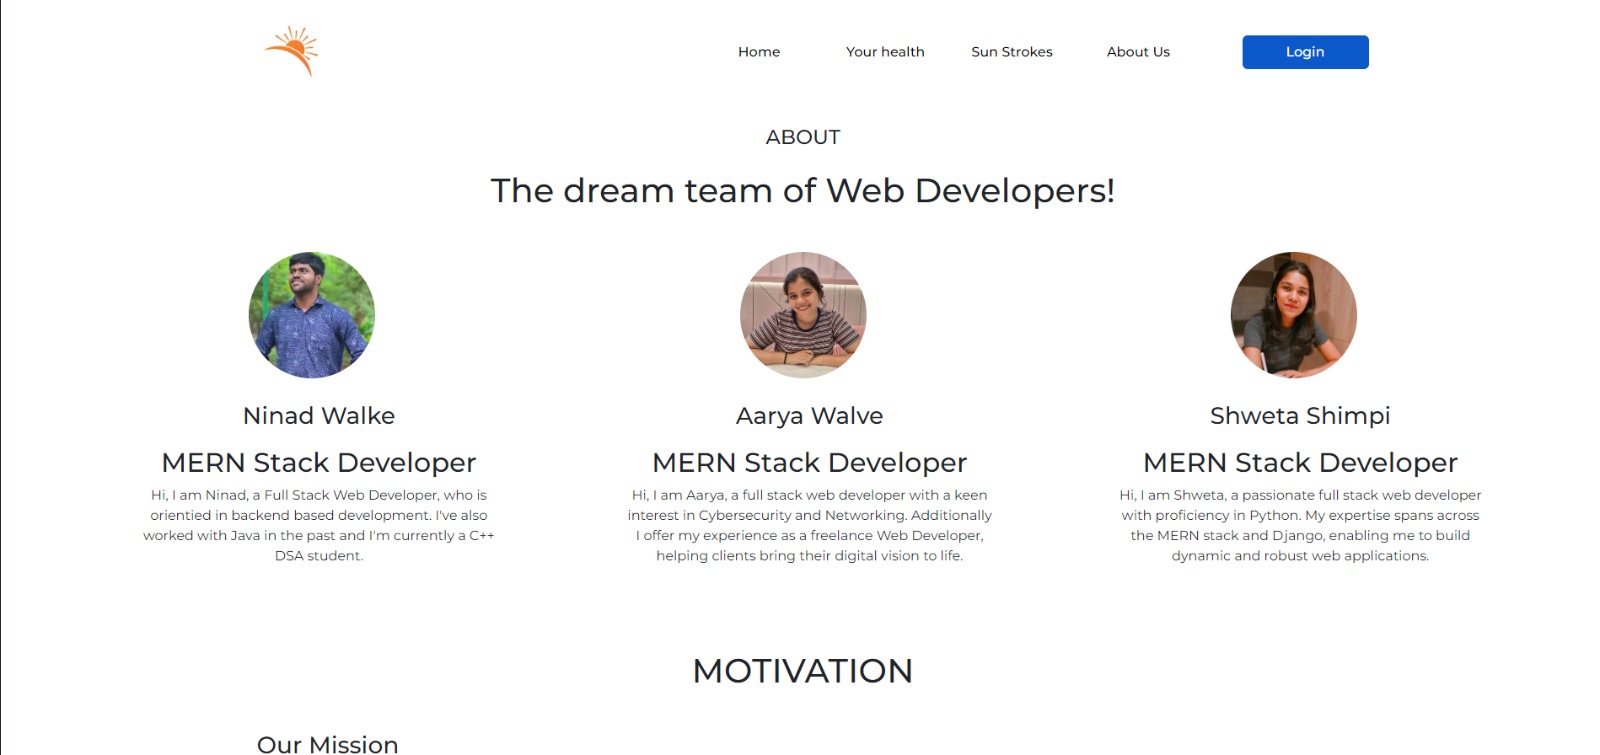 Home Your health Sun Strokes About Us Login
ABOUT
The dream team of Web Developers!
Ninad Walke
MERN Stack Developer
Hi, I am Ninad, a Full Stack Web Developer, who is
orientied in backend based development. I've also
worked with Java in the past and I'm currently a C++
DSA student.
Aarya Walve
MERN Stack Developer
Hi, I am Aarya, a full stack web developer with a keen
interest in Cybersecurity and Networking. Additionally
I offer my experience as a freelance Web Developer,
helping clients bring their digital vision to life.
Shweta Shimpi
MERN Stack Developer
Hi, I am Shweta, a passionate full stack web developer
with proficiency in Python. My expertise spans across
the MERN stack and Django, enabling me to build
dynamic and robust web applications.
MOTIVATION
Our Mission